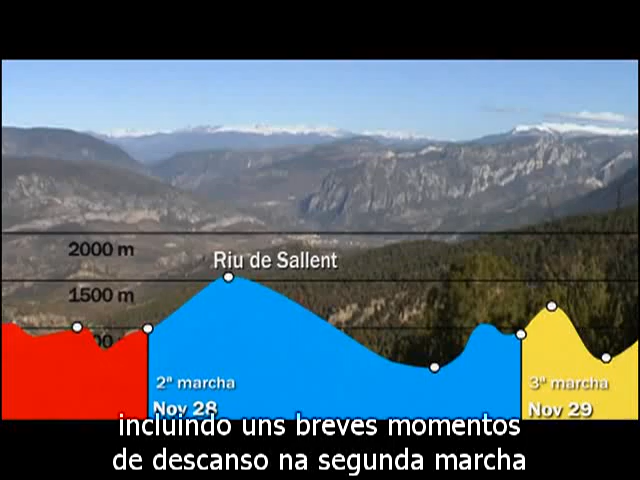 2000 m
Riu de Sallent
1500 m
2ª marcha
Nov 28
3ª marcha
Nov 29
incluindo uns breves momentos
de descanso na segunda marcha